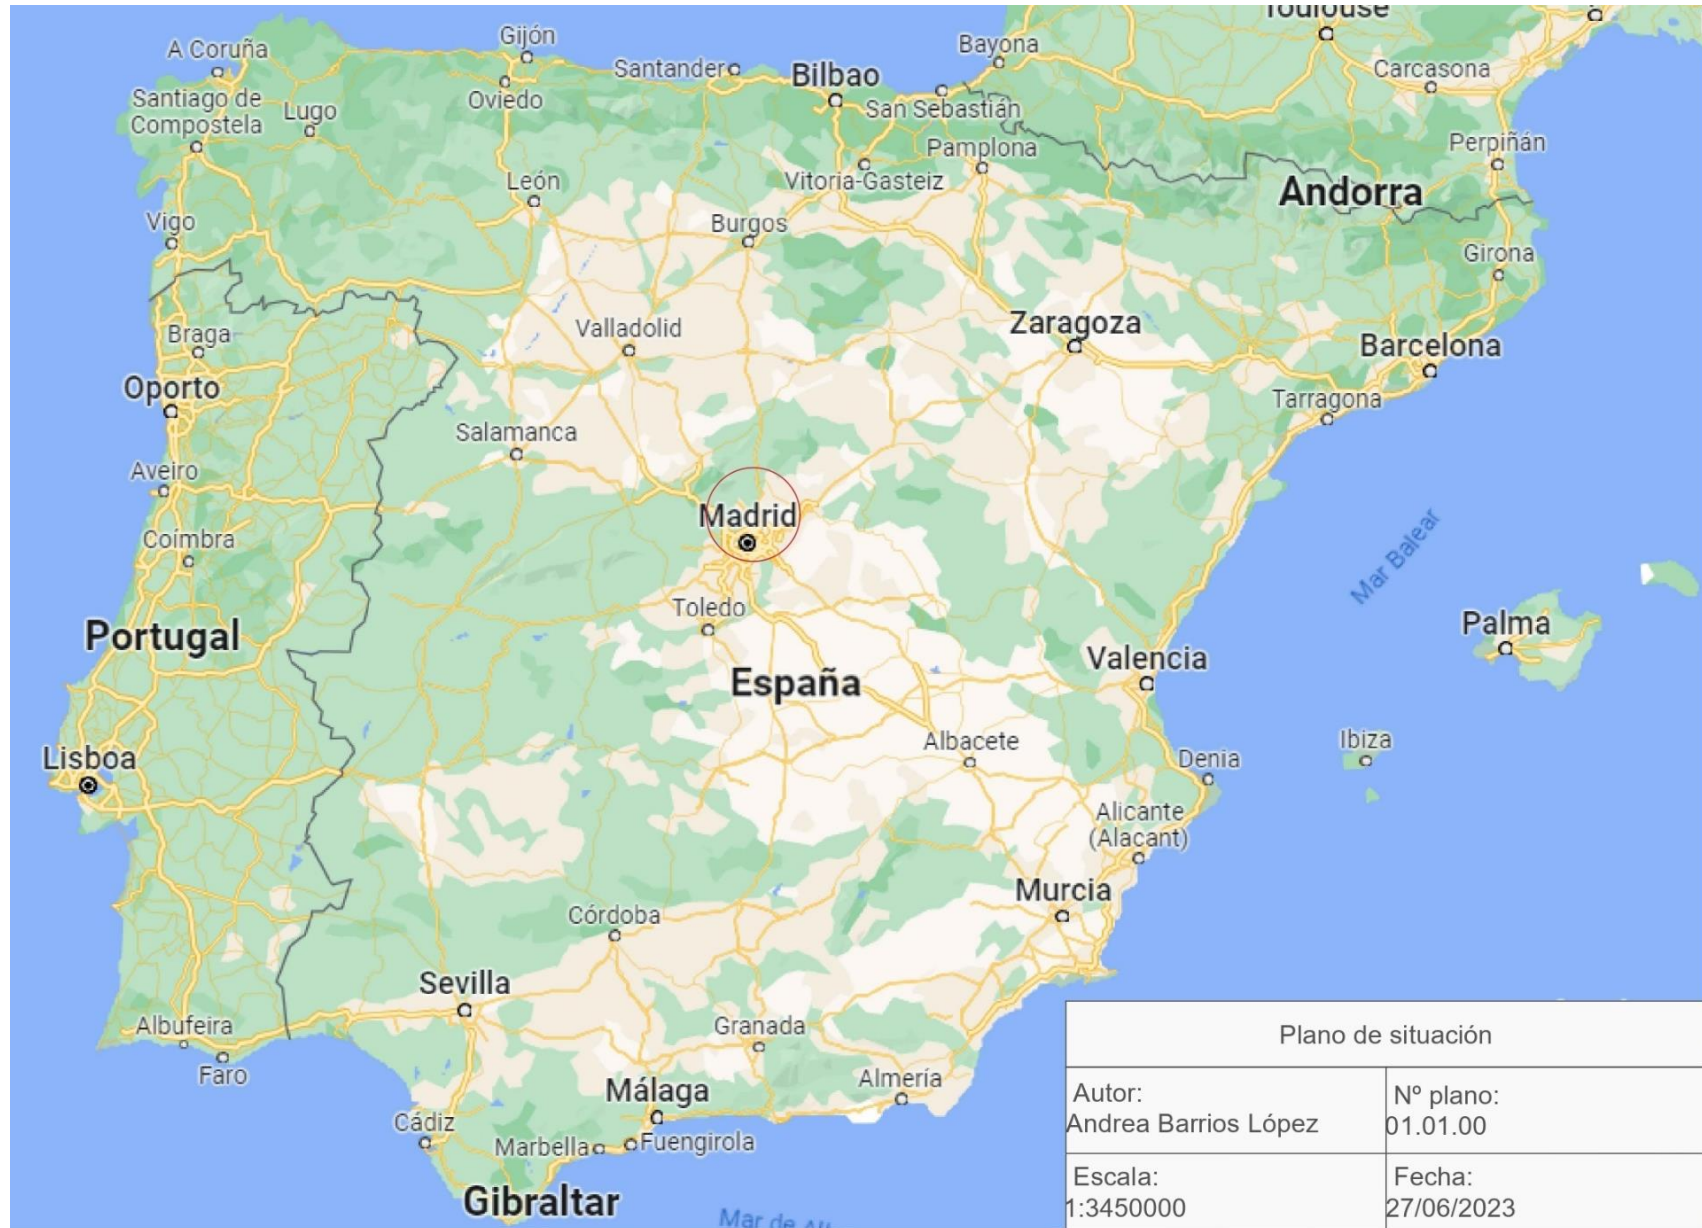 Toulouse
Gijón
A Coruña
Bayona
Santander
Bilbao
Carcasona
Oviedo
Santiago de
Compostela
Lugo
San Sebastián
Pamplona
Perpiñán
León
Vitoria-Gasteiz
Andorra
Vigo
Burgos
Girona
Braga
Valladolid
Zaragoza
Barcelona
Oporto
Tarragona
Salamanca
Aveiro
Madrid
Coímbra
Mar Balear
Toledo
Palma
Portugal
Valencia
España
Albacete
Ibiza
Lisboa
Denia
Alicante
(Alacant)
Murcia
Córdoba
Sevilla
Albufeira
Granada
Faro
Málaga
Almería
Cádiz
Marbella
Fuengirola
Gibraltar
Mar de Al
Plano de situación
Autor:
Andrea Barrios López
Nº plano:
01.01.00
Escala:
1:3450000
Fecha:
27/06/2023